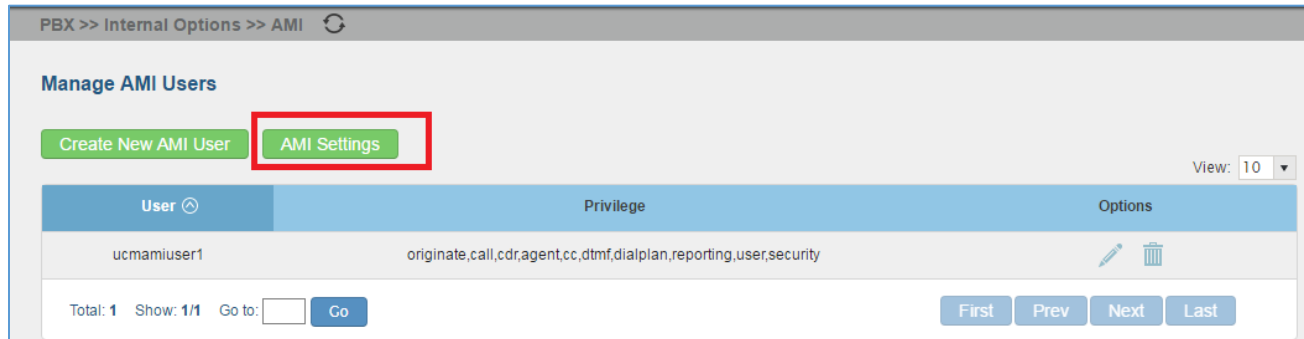 PBX >> Internal Options >> AMI
Manage AMI Users
Create New AMI User AMI Settings
View: 10
User Privilege Options
ucmamiuser1 originate,call,cdr,agent,cc,dtmf,dialplan,reporting,user,security
Total: 1 Show: 1/1 Go to: Go First Prev Next Last